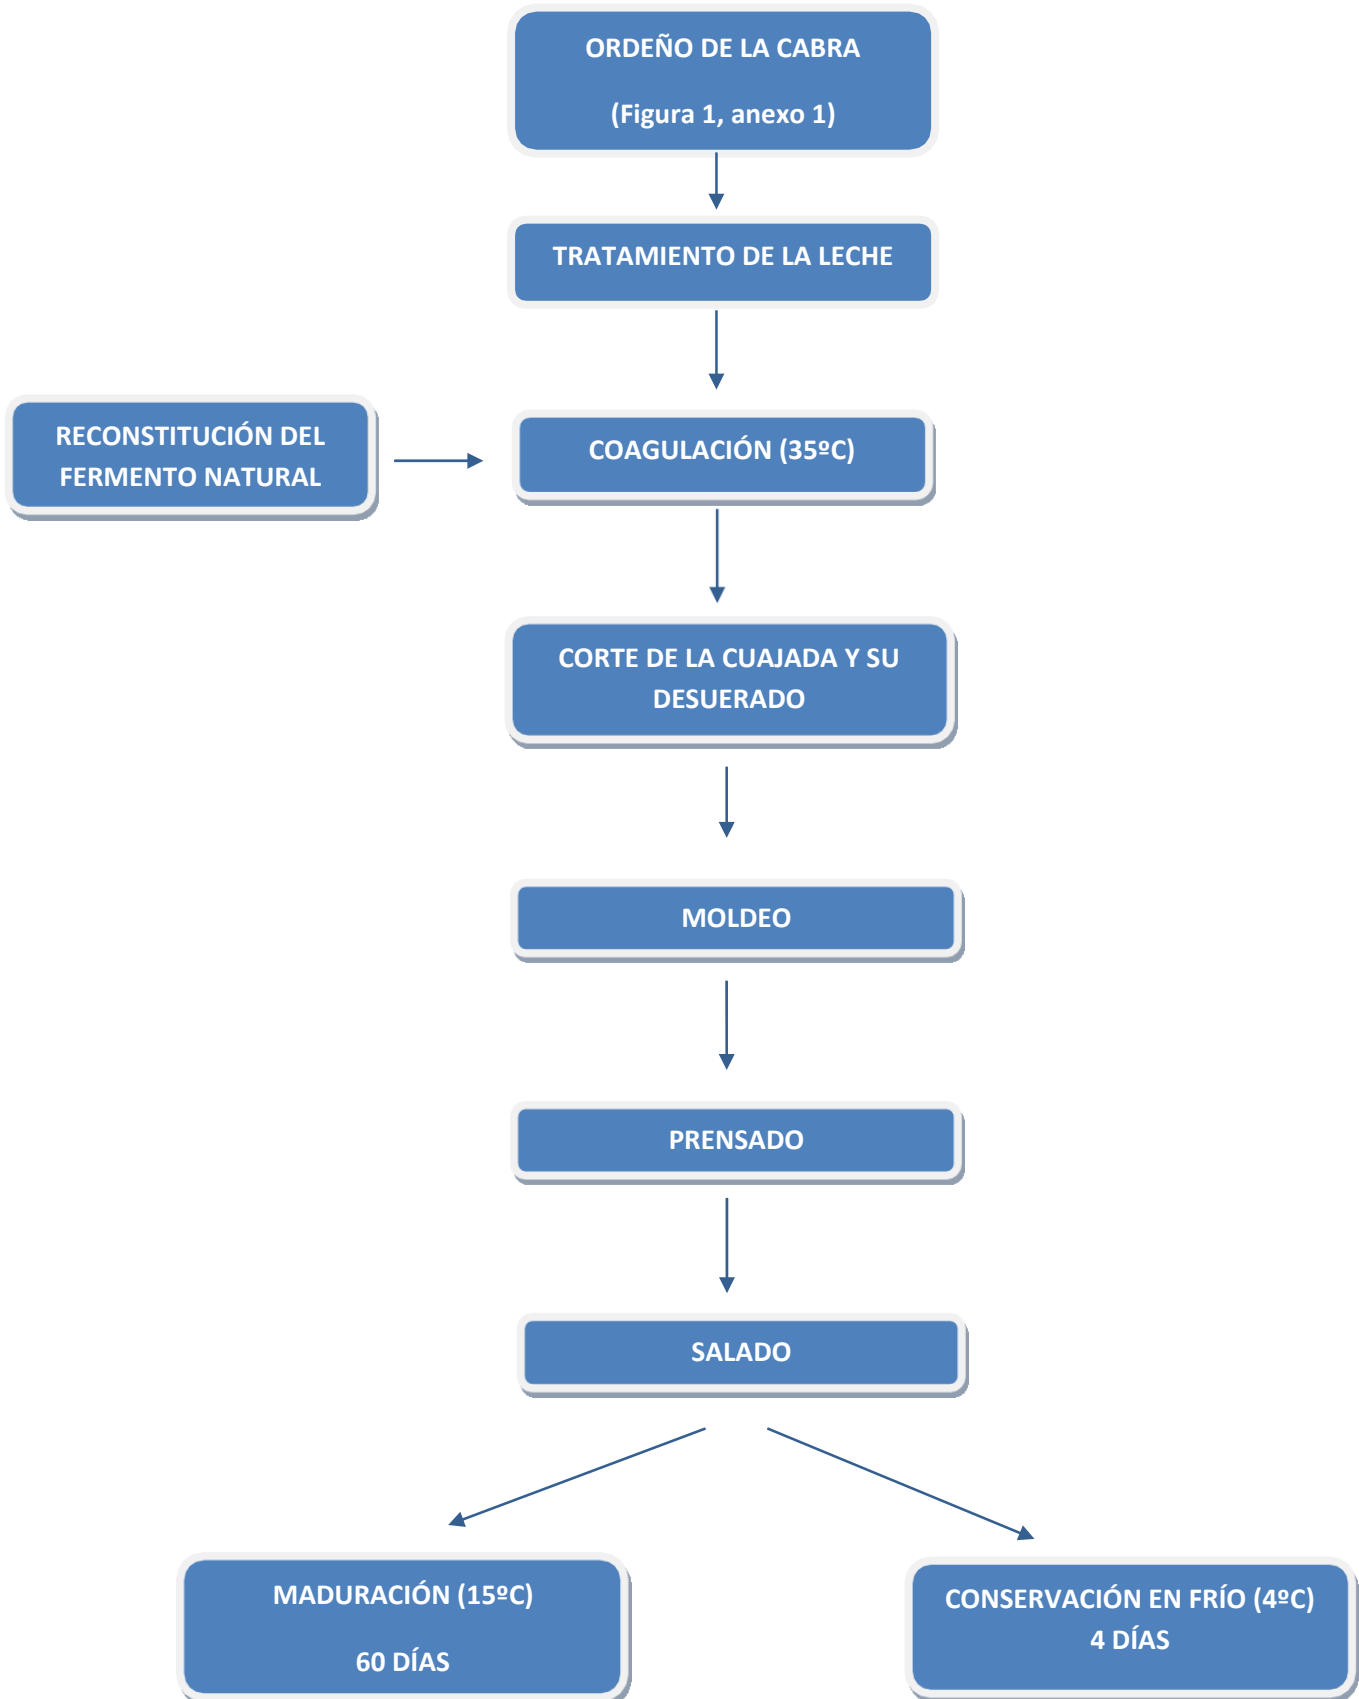 ORDEÑO DE LA CABRA
(Figura 1, anexo 1)
TRATAMIENTO DE LA LECHE
RECONSTITUCIÓN DEL
FERMENTO NATURAL
COAGULACIÓN (35ºC)
CORTE DE LA CUAJADA Y SU
DESUERADO
MOLDEO
PRENSADO
SALADO
MADURACIÓN (15ºC)
60 DÍAS
CONSERVACIÓN EN FRÍO (4ºC)
4 DÍAS